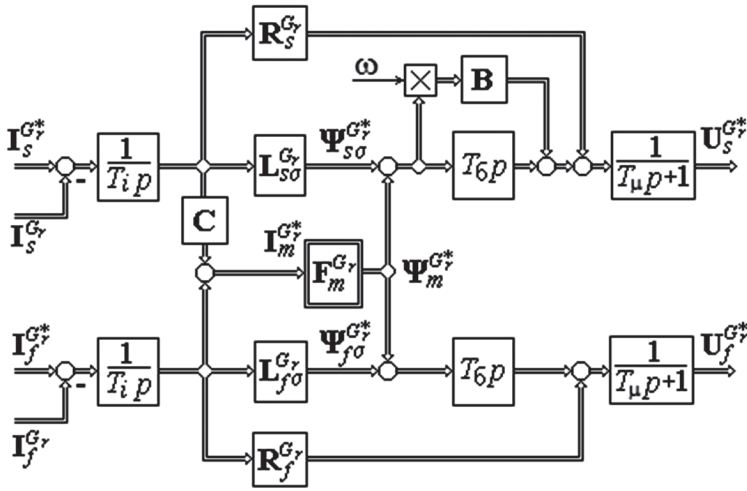 R_s^{G_r}
ω × B
I_s^{G_r*} Ψ_{sσ}^{G_r*} U_s^{G_r*}
- 1/(T_i p) L_{sσ}^{G_r} T_б p 1/(T_μ p+1)
I_s^{G_r} C
I_m^{G_r*} F_m^{G_r} Ψ_m^{G_r*}
I_f^{G_r*} Ψ_{fσ}^{G_r*} U_f^{G_r*}
- 1/(T_i p) L_{fσ}^{G_r} T_б p 1/(T_μ p+1)
I_f^{G_r} R_f^{G_r}